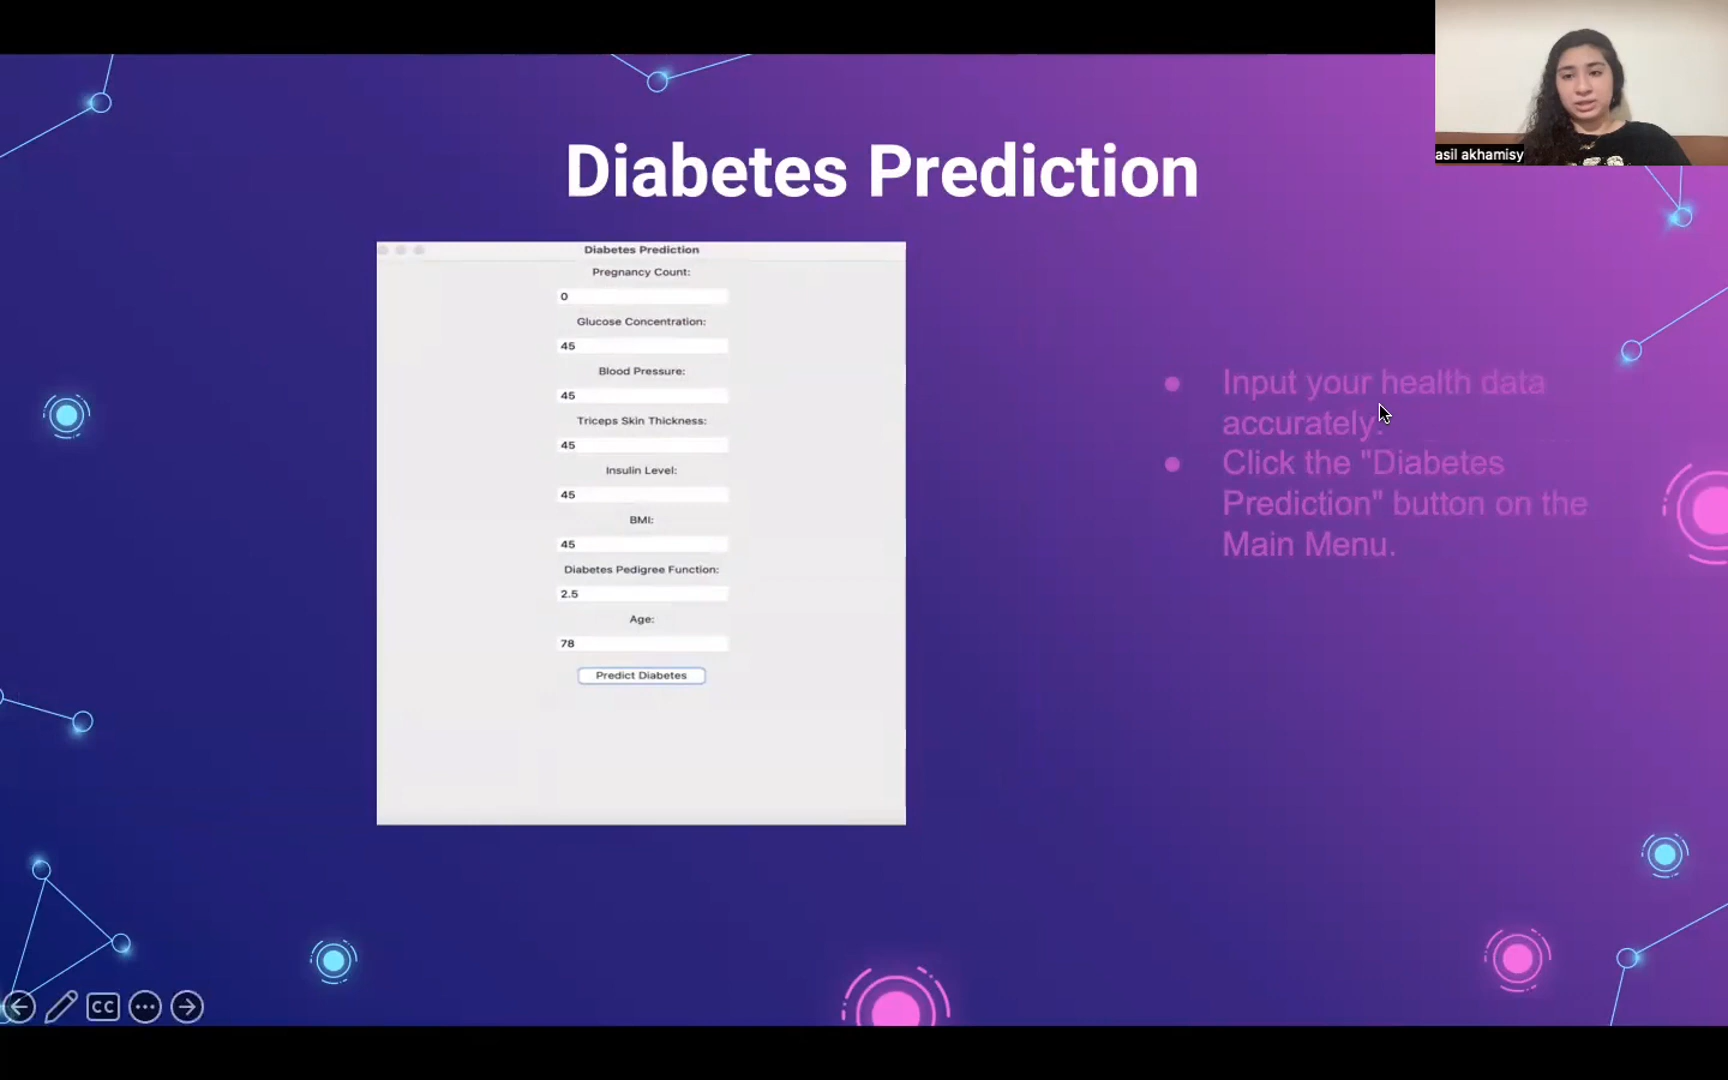 asil akhamisy
Diabetes Prediction
Diabetes Prediction
Pregnancy Count:
0
Glucose Concentration:
45
Blood Pressure:
45
Triceps Skin Thickness:
45
Insulin Level:
45
BMI:
45
Diabetes Pedigree Function:
2.5
Age:
78
Predict Diabetes
● Input your health data
accurately.
● Click the "Diabetes
Prediction" button on the
Main Menu.
CC